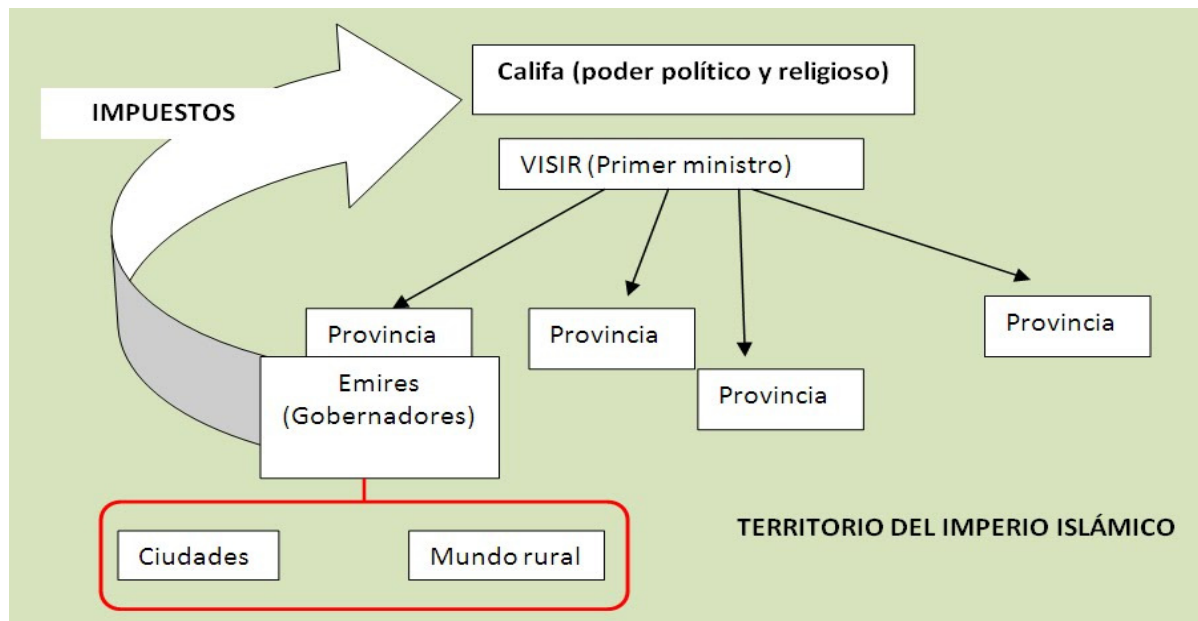 Califa (poder político y religioso)
IMPUESTOS
VISIR (Primer ministro)
Provincia
Provincia
Provincia
Provincia
Emires
(Gobernadores)
TERRITORIO DEL IMPERIO ISLÁMICO
Ciudades
Mundo rural